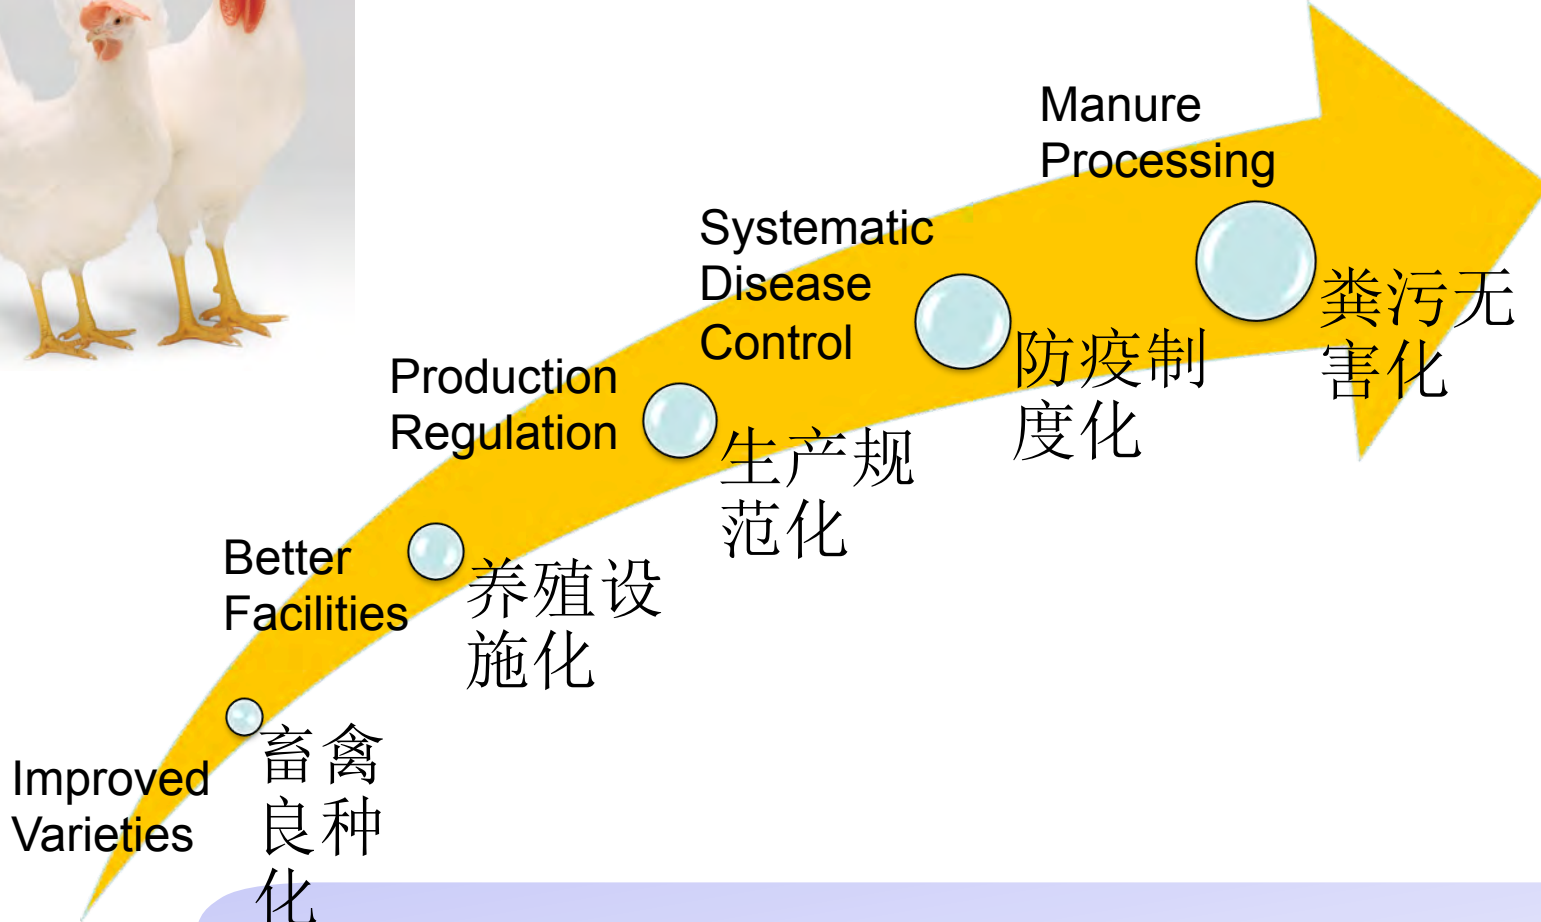 Manure
Processing
粪污无
害化
Systematic
Disease
Control
防疫制
度化
Production
Regulation
生产规
范化
Better
Facilities
养殖设
施化
Improved
Varieties
畜禽
良种
化